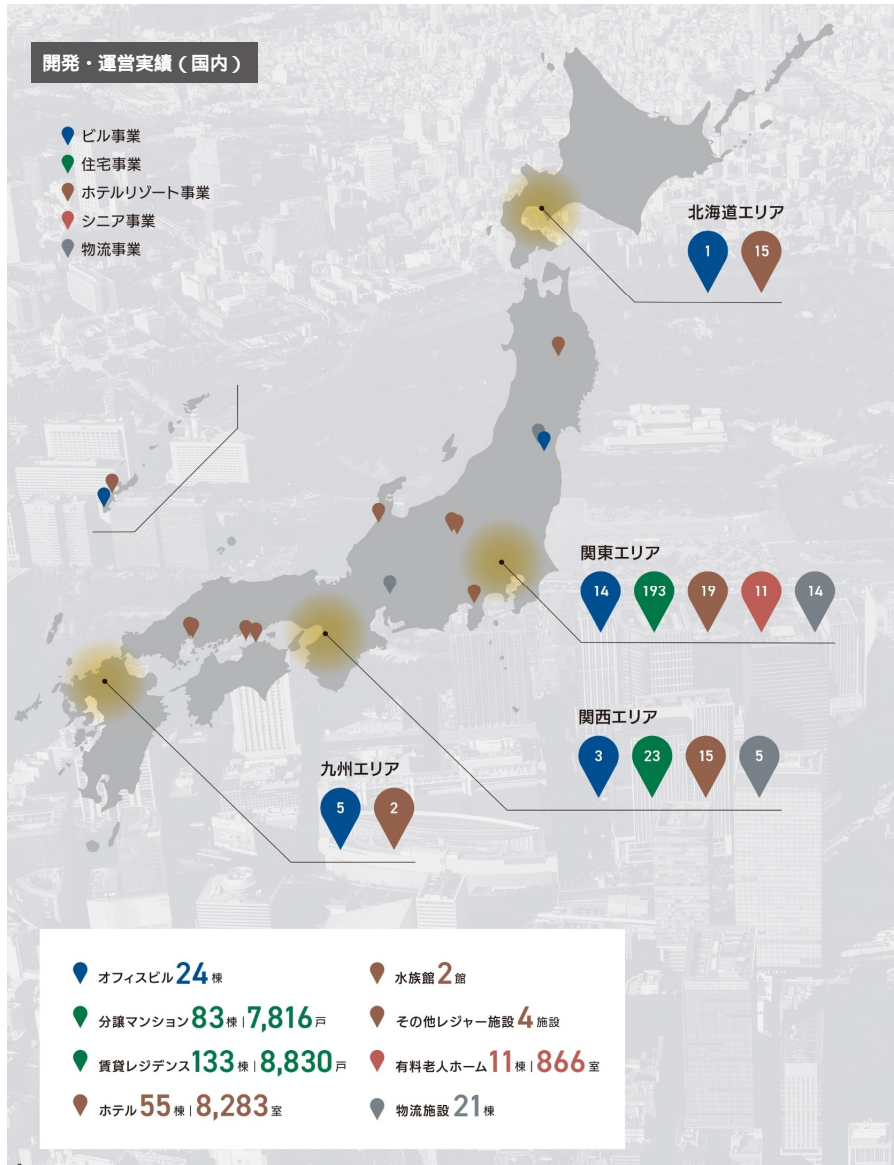 開発・運営実績(国内)
ビル事業
住宅事業
ホテルリゾート事業
シニア事業
物流事業
北海道エリア
1 15
関東エリア
14 193 19 11 14
関西エリア
3 23 15 5
九州エリア
5 2
オフィスビル24棟
分譲マンション83棟|7,816戸
賃貸レジデンス133棟|8,830戸
ホテル55棟|8,283室
水族館2館
その他レジャー施設4施設
有料老人ホーム11棟|866室
物流施設21棟